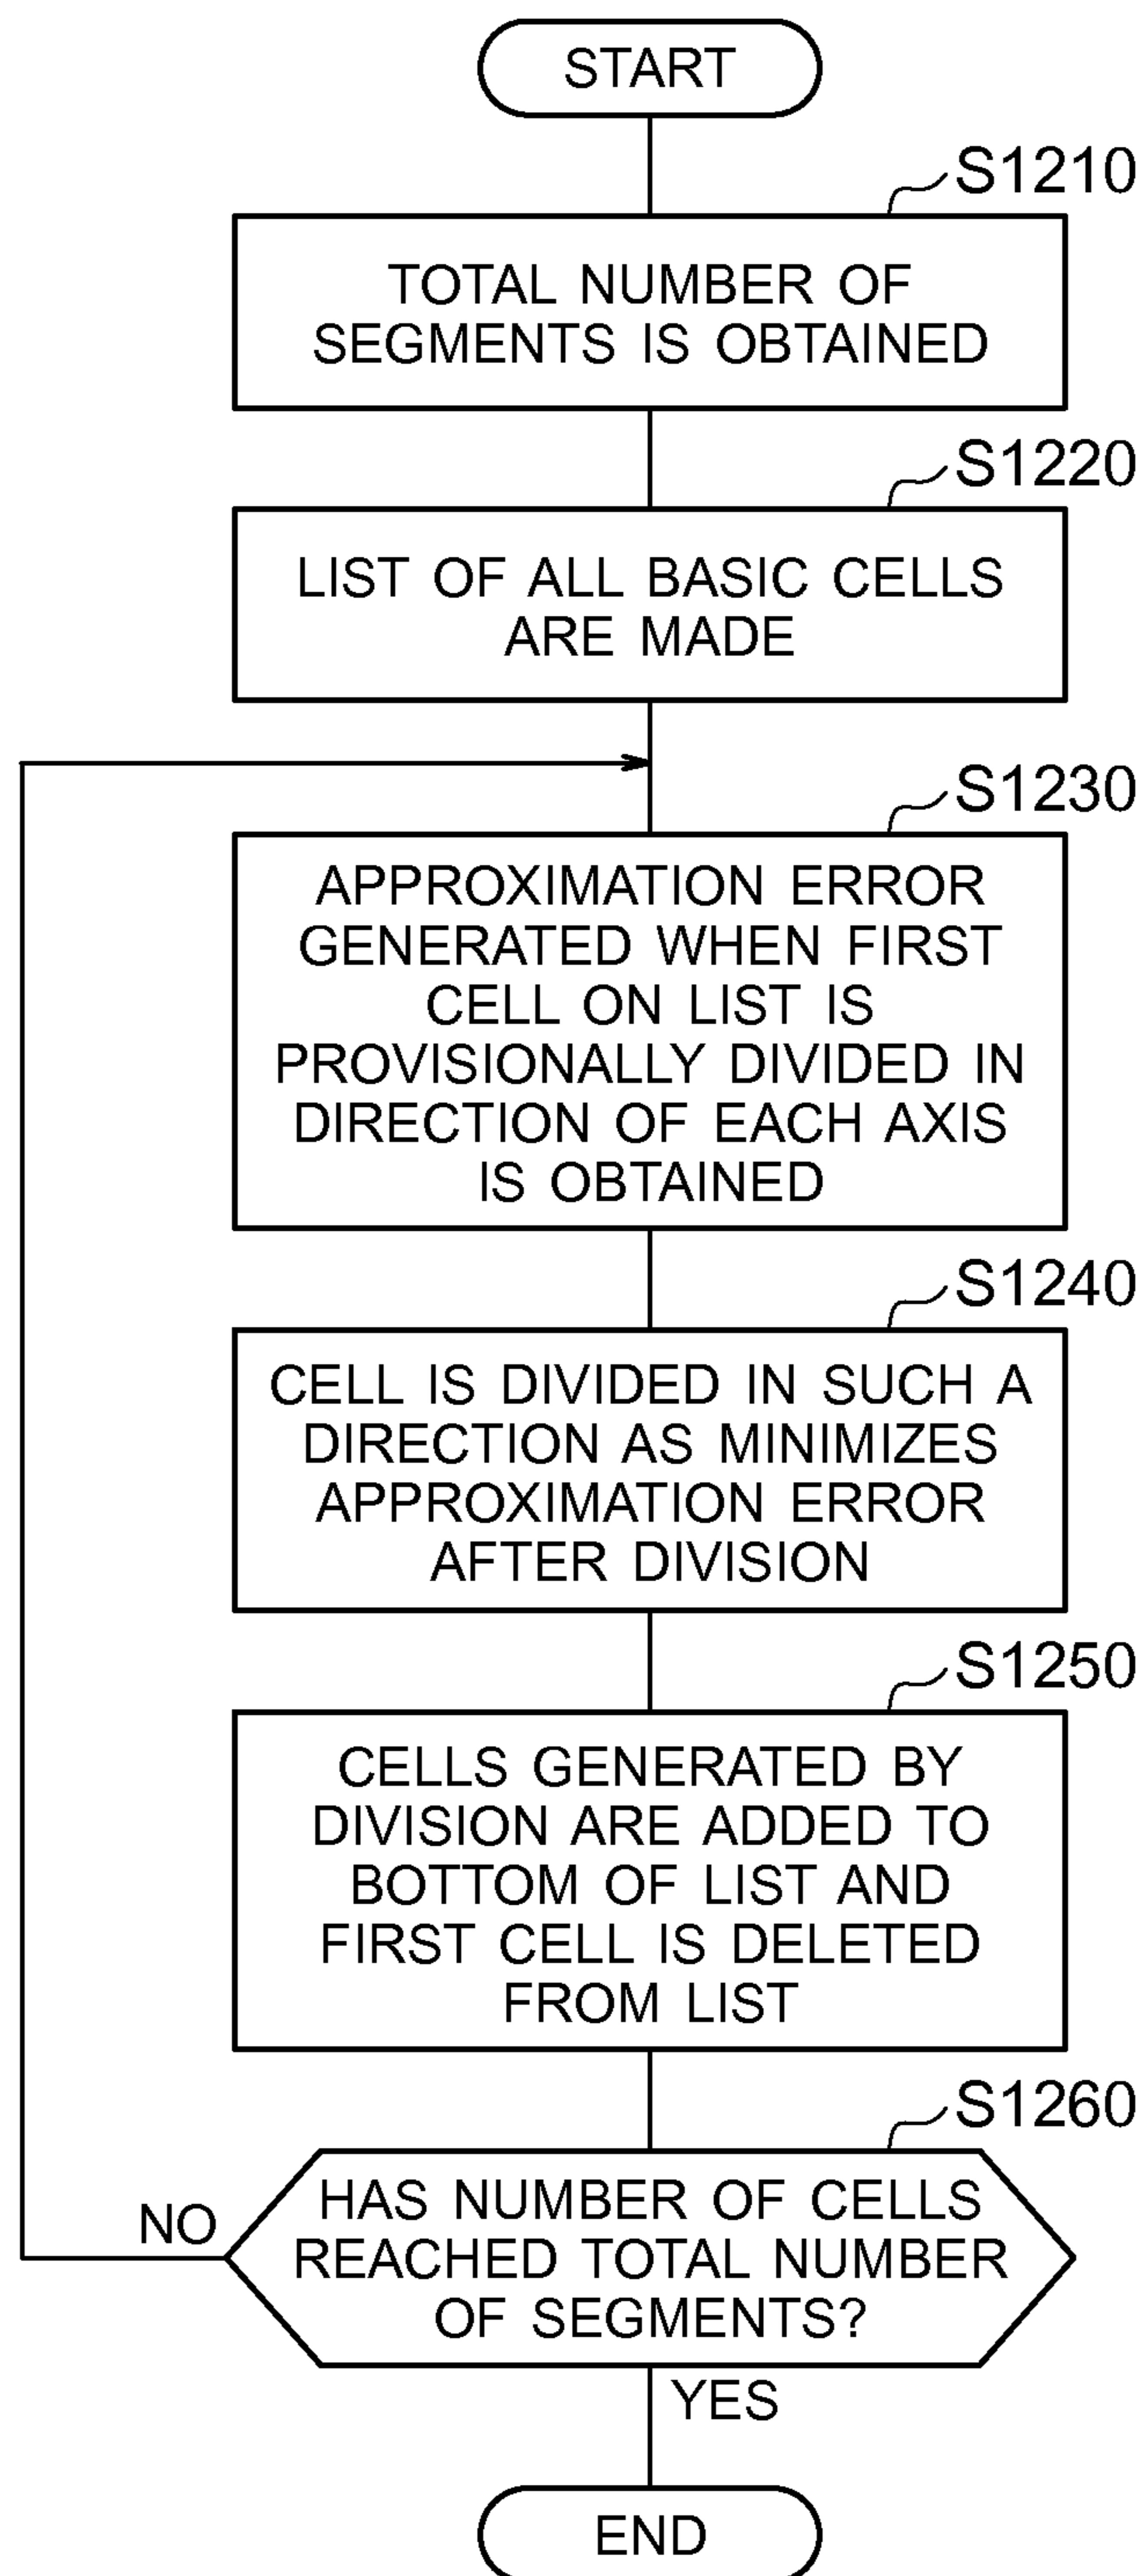 START
S1210
TOTAL NUMBER OF
SEGMENTS IS OBTAINED
S1220
LIST OF ALL BASIC CELLS
ARE MADE
S1230
APPROXIMATION ERROR
GENERATED WHEN FIRST
CELL ON LIST IS
PROVISIONALLY DIVIDED IN
DIRECTION OF EACH AXIS
IS OBTAINED
S1240
CELL IS DIVIDED IN SUCH A
DIRECTION AS MINIMIZES
APPROXIMATION ERROR
AFTER DIVISION
S1250
CELLS GENERATED BY
DIVISION ARE ADDED TO
BOTTOM OF LIST AND
FIRST CELL IS DELETED
FROM LIST
S1260
NO
HAS NUMBER OF CELLS
REACHED TOTAL NUMBER
OF SEGMENTS?
YES
END